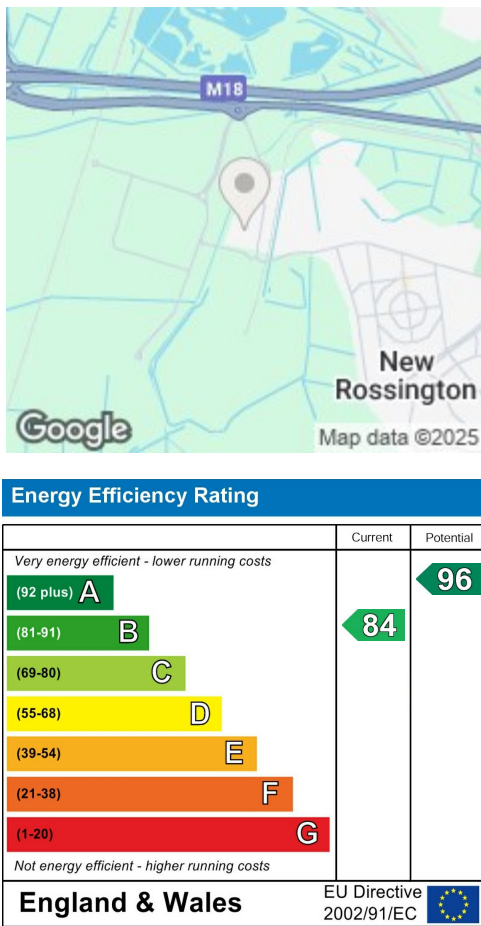 M18
New
Rossington
Google
Map data ©2025
Energy Efficiency Rating
Current Potential
Very energy efficient - lower running costs
(92 plus) A
96
(81-91) B
84
(69-80) C
(55-68) D
(39-54) E
(21-38) F
(1-20) G
Not energy efficient - higher running costs
England & Wales
EU Directive
2002/91/EC